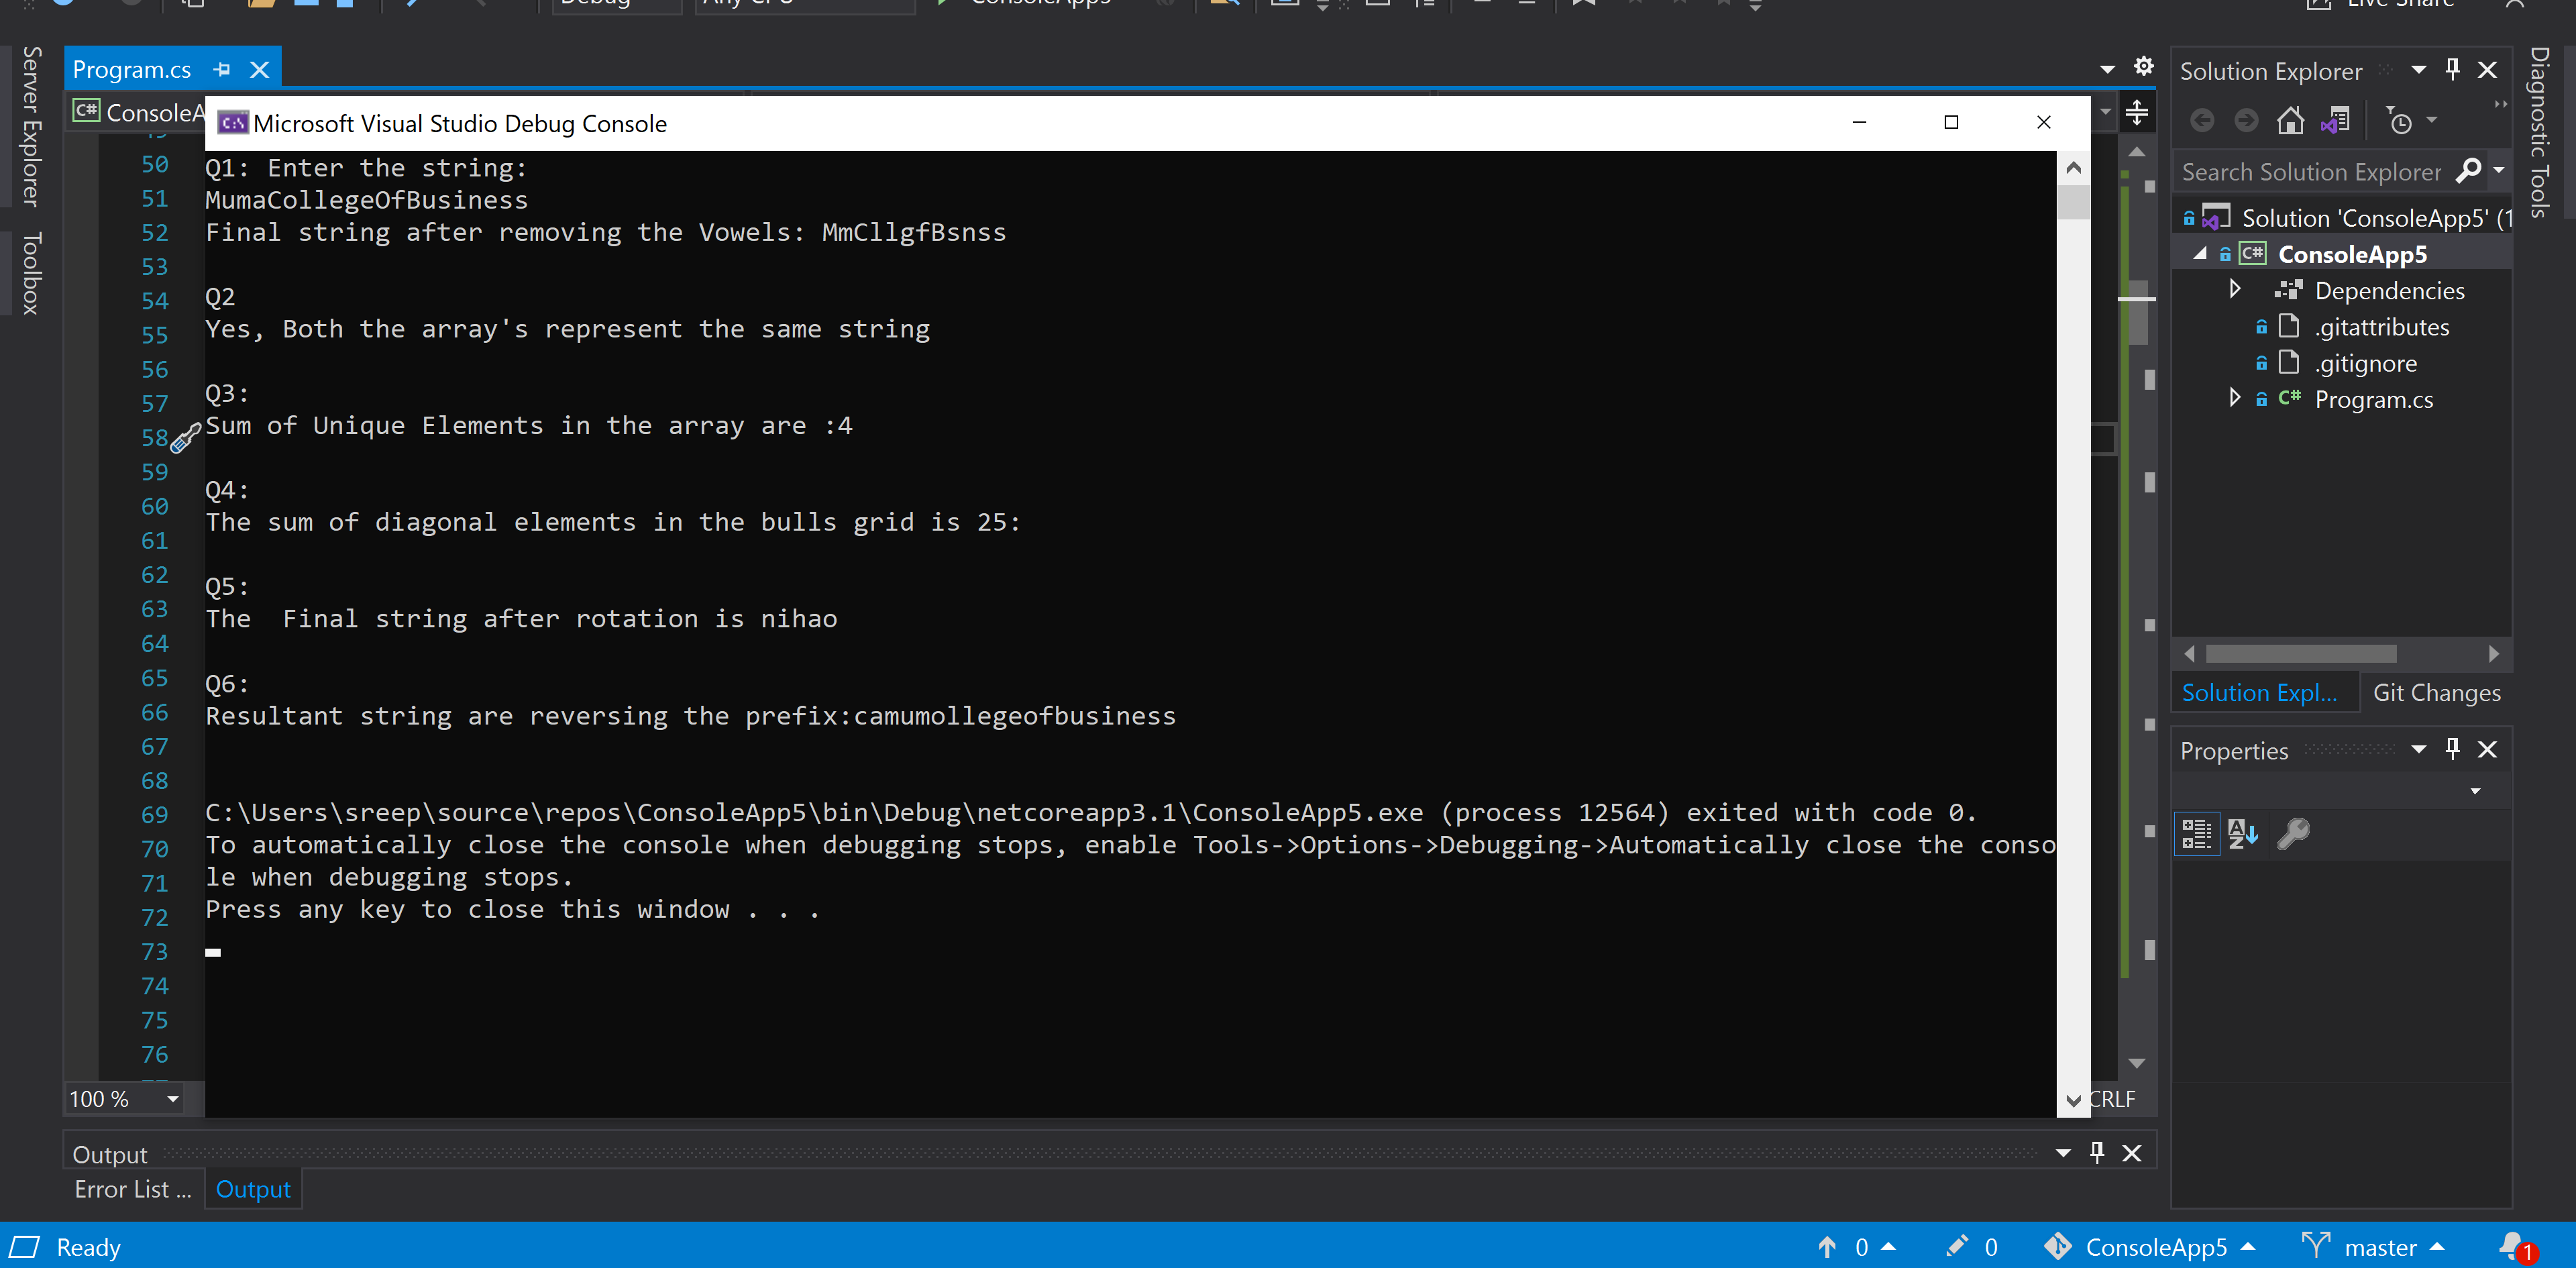 Debug
Any CPU
ConsoleApp5
Live Share
Server Explorer
Toolbox
Program.cs
C# ConsoleA
Microsoft Visual Studio Debug Console
50
51
52
53
54
55
56
57
58
59
60
61
62
63
64
65
66
67
68
69
70
71
72
73
74
75
76
Q1: Enter the string:
MumaCollegeOfBusiness
Final string after removing the Vowels: MmCllgfBsnss
Q2
Yes, Both the array's represent the same string
Q3:
Sum of Unique Elements in the array are :4
Q4:
The sum of diagonal elements in the bulls grid is 25:
Q5:
The  Final string after rotation is nihao
Q6:
Resultant string are reversing the prefix:camumollegeofbusiness
C:\Users\sreep\source\repos\ConsoleApp5\bin\Debug\netcoreapp3.1\ConsoleApp5.exe (process 12564) exited with code 0.
To automatically close the console when debugging stops, enable Tools->Options->Debugging->Automatically close the conso
le when debugging stops.
Press any key to close this window . . .
100 %
CRLF
Output
Error List ...
Output
Solution Explorer
Search Solution Explorer
Solution 'ConsoleApp5' (1
C# ConsoleApp5
Dependencies
.gitattributes
.gitignore
C# Program.cs
Solution Expl...
Git Changes
Properties
Diagnostic Tools
Ready
0
0
ConsoleApp5
master
1